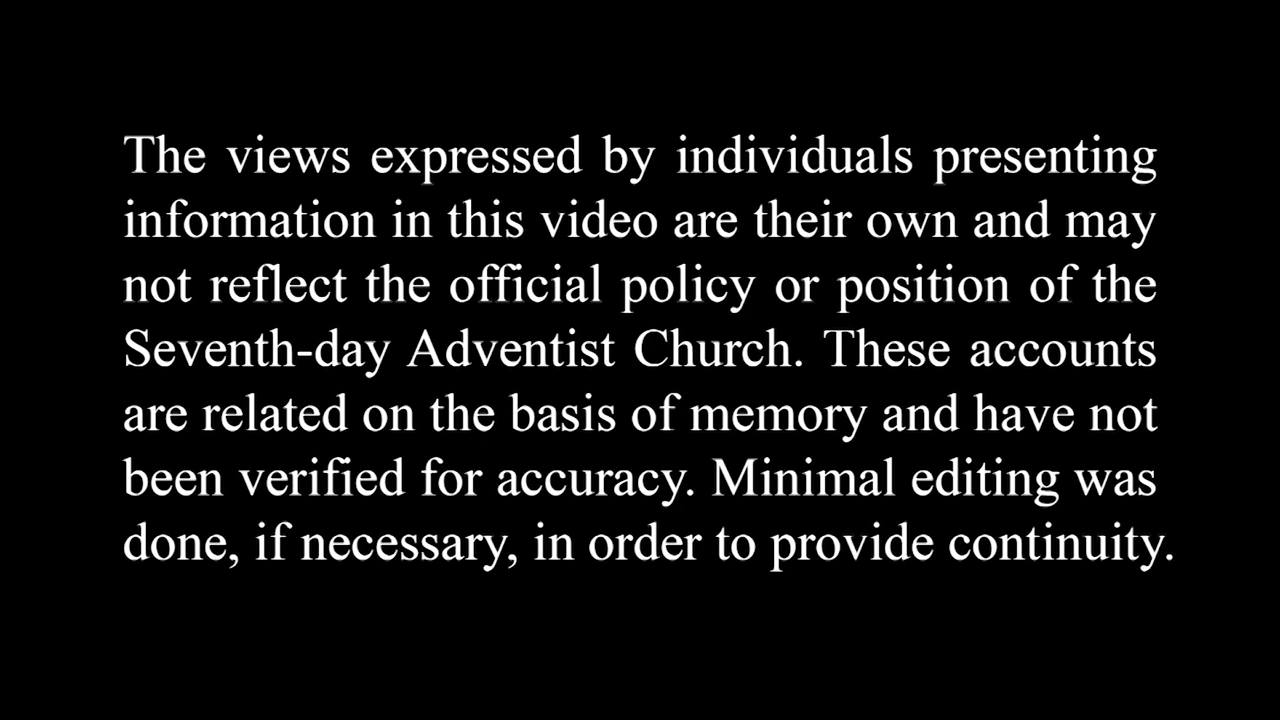 The views expressed by individuals presenting
information in this video are their own and may
not reflect the official policy or position of the
Seventh-day Adventist Church. These accounts
are related on the basis of memory and have not
been verified for accuracy. Minimal editing was
done, if necessary, in order to provide continuity.